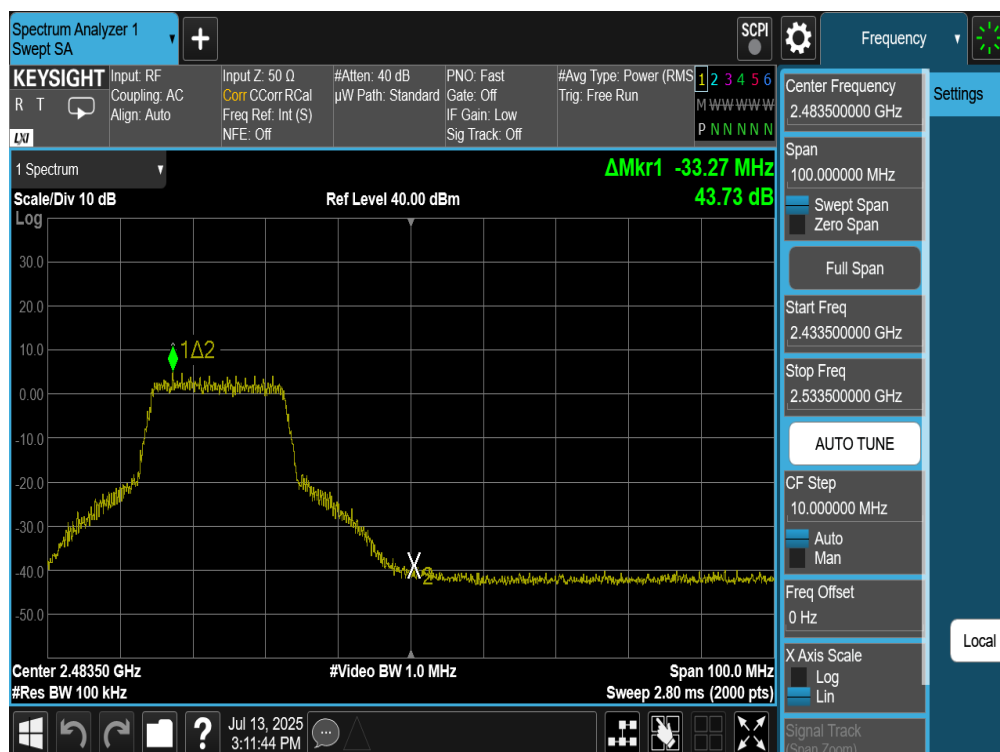 Spectrum Analyzer 1
Swept SA
+
SCPI
Frequency
KEYSIGHT
R T
LXI
Input: RF
Coupling: AC
Align: Auto
Input Z: 50 Ω
Corr CCorr RCal
Freq Ref: Int (S)
NFE: Off
#Atten: 40 dB
µW Path: Standard
PNO: Fast
Gate: Off
IF Gain: Low
Sig Track: Off
#Avg Type: Power (RMS
Trig: Free Run
1 2 3 4 5 6
M W W W W W
P N N N N N
1 Spectrum
ΔMkr1 -33.27 MHz
43.73 dB
Scale/Div 10 dB
Ref Level 40.00 dBm
Log
30.0
20.0
10.0
0.00
-10.0
-20.0
-30.0
-40.0
-50.0
1Δ2
X2
Center 2.48350 GHz
#Video BW 1.0 MHz
Span 100.0 MHz
#Res BW 100 kHz
Sweep 2.80 ms (2000 pts)
?
Jul 13, 2025
3:11:44 PM
Center Frequency
2.483500000 GHz
Span
100.000000 MHz
Swept Span
Zero Span
Full Span
Start Freq
2.433500000 GHz
Stop Freq
2.533500000 GHz
AUTO TUNE
CF Step
10.000000 MHz
Auto
Man
Freq Offset
0 Hz
X Axis Scale
Log
Lin
Signal Track
(Span Zoom)
Settings
Local